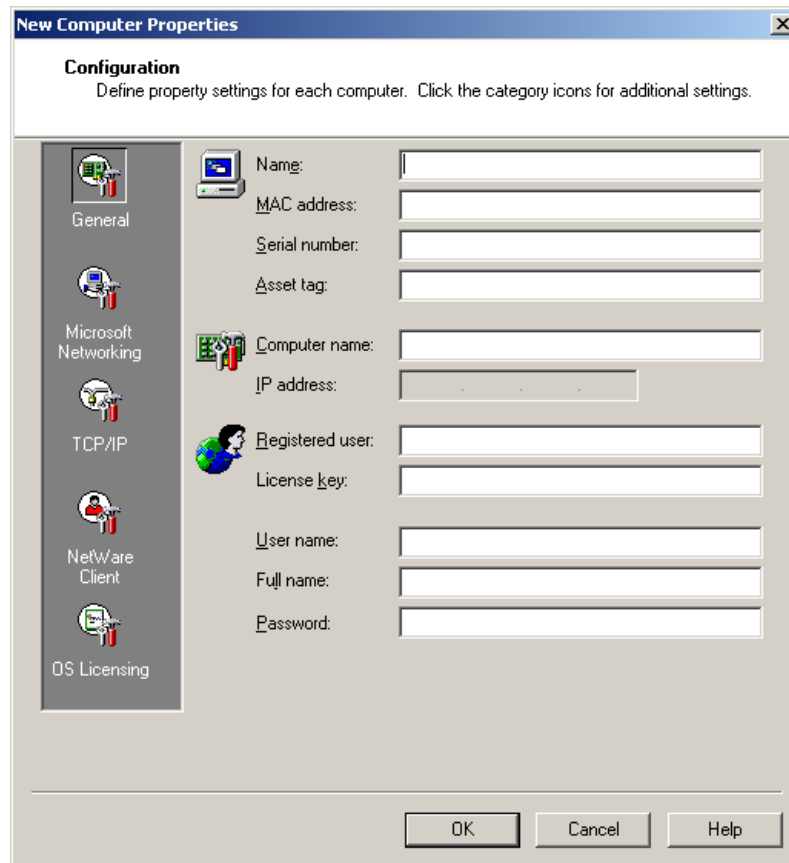 New Computer Properties
Configuration
Define property settings for each computer. Click the category icons for additional settings.
General
Microsoft
Networking
TCP/IP
NetWare
Client
OS Licensing
Name:
MAC address:
Serial number:
Asset tag:
Computer name:
IP address:
Registered user:
License key:
User name:
Full name:
Password:
OK
Cancel
Help